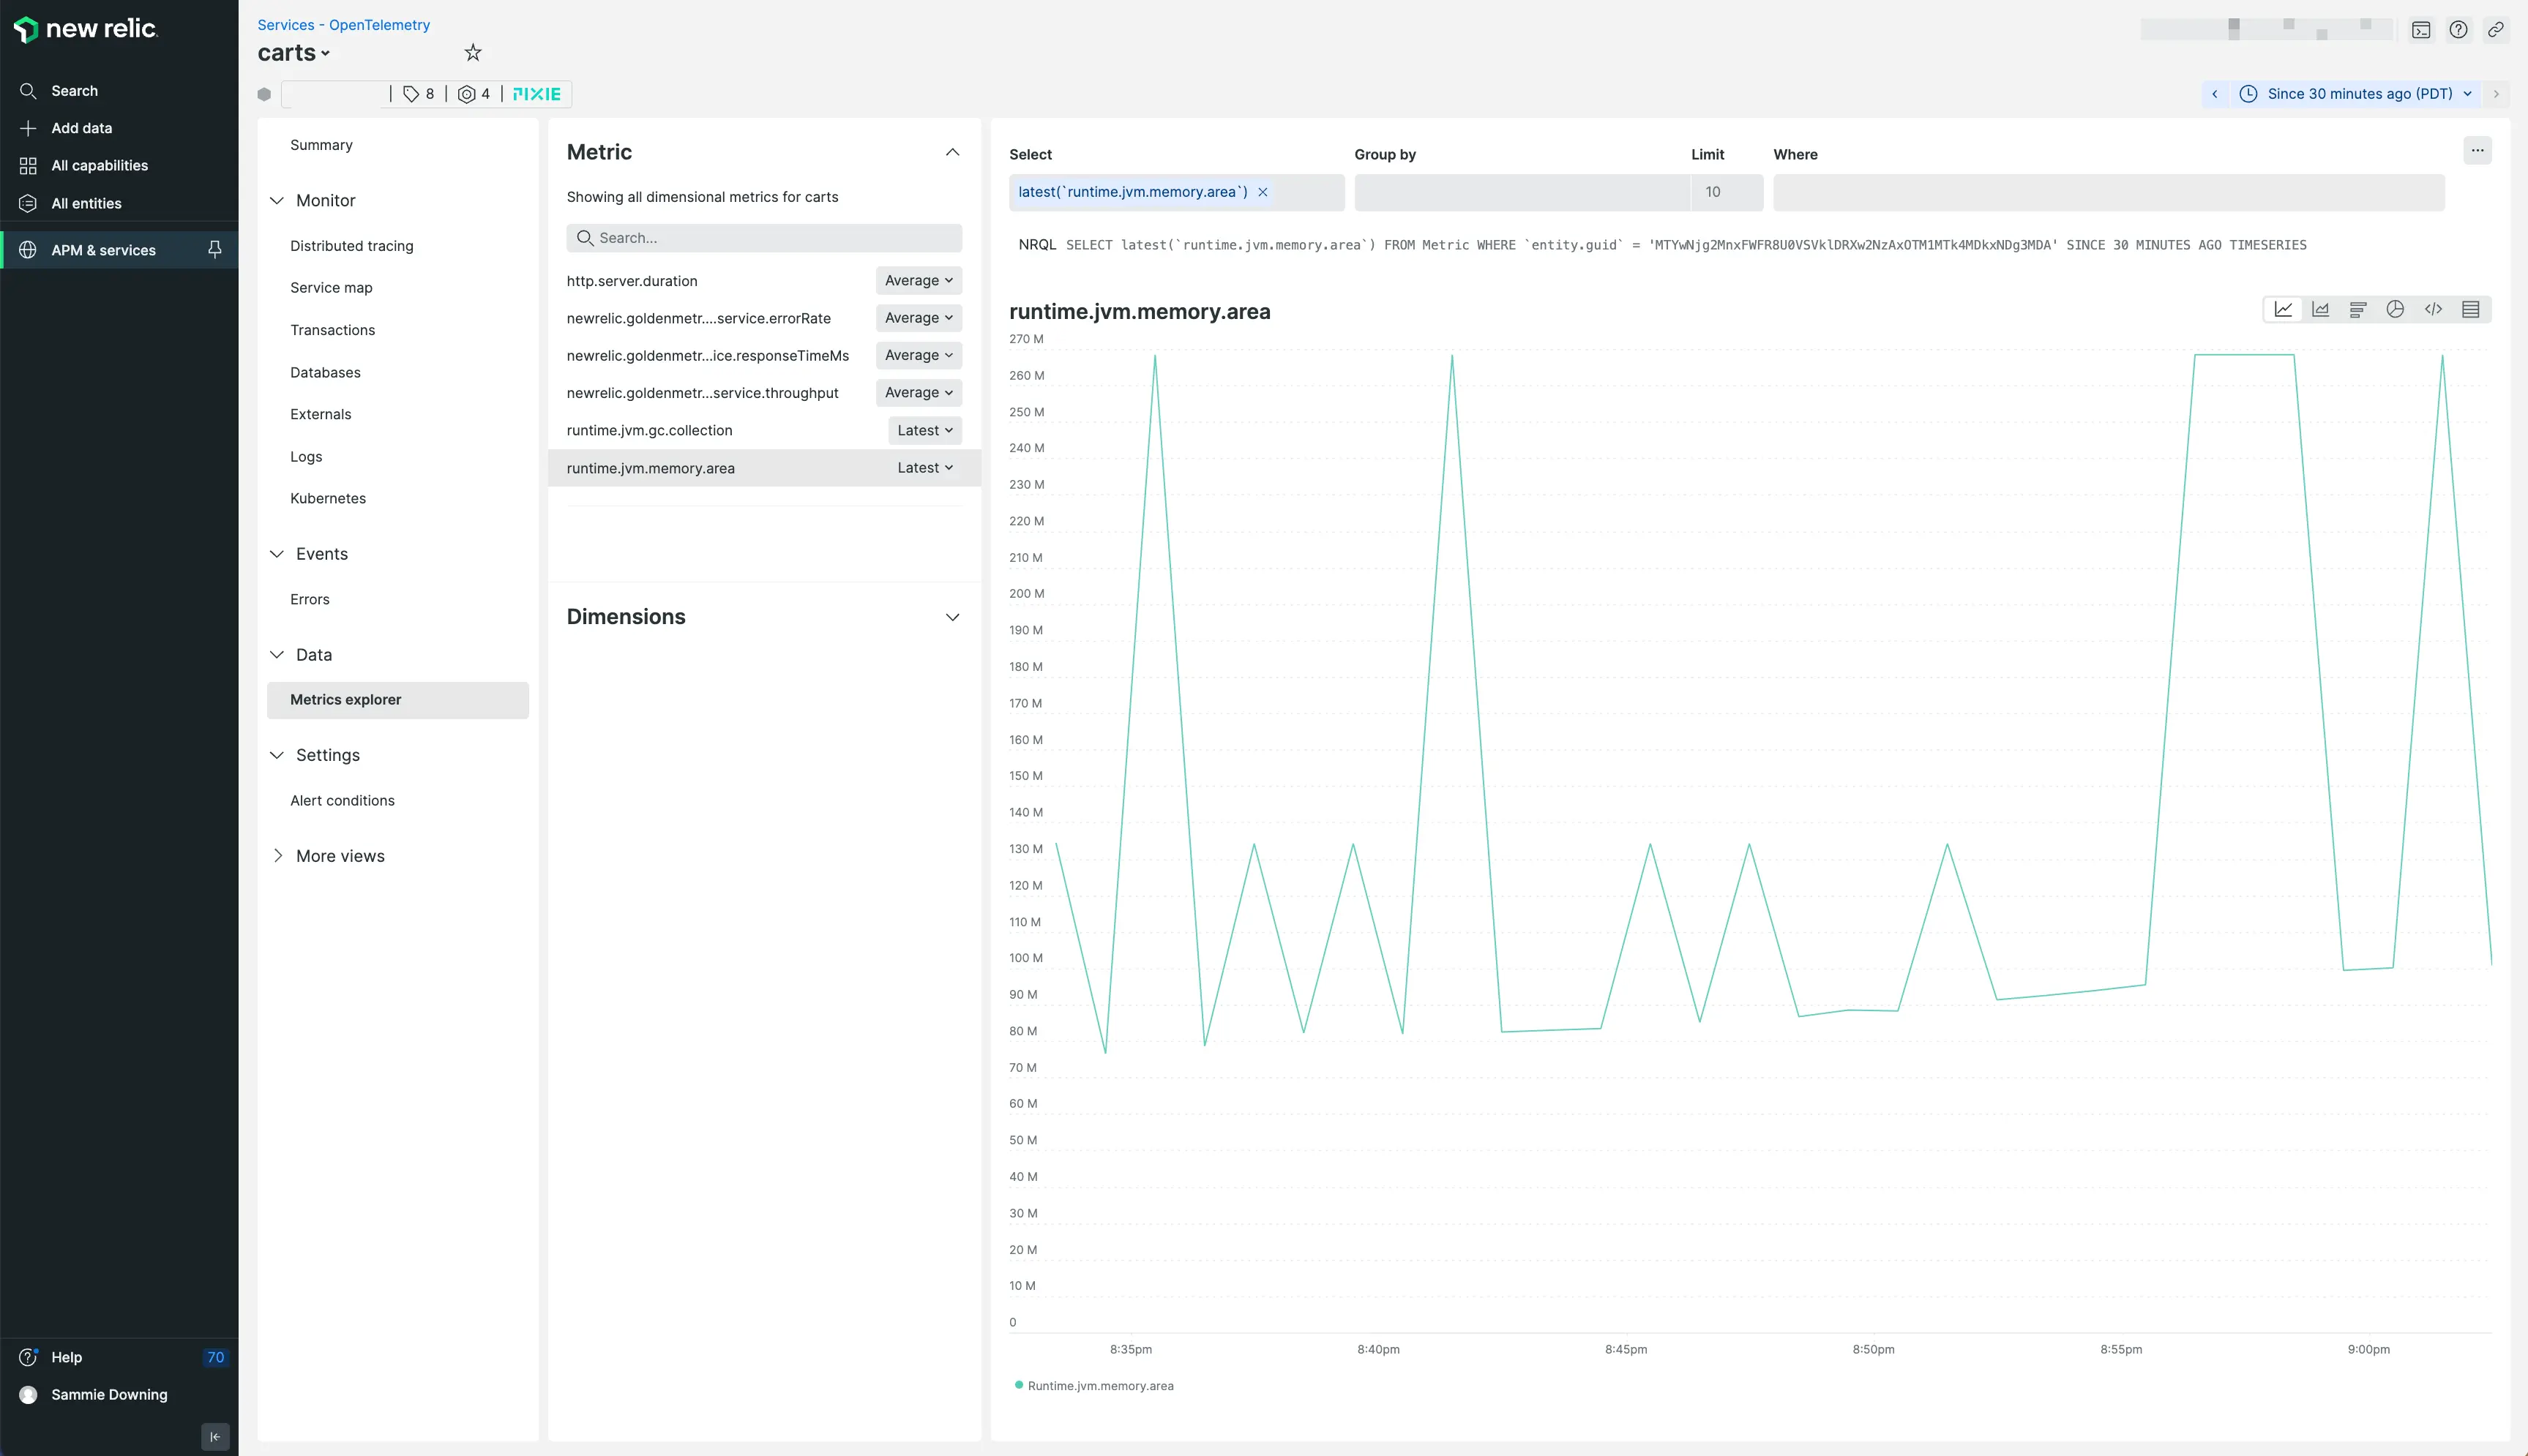 new relic.
Search
Add data
All capabilities
All entities
APM & services
Help
70
Sammie Downing
Services - OpenTelemetry
carts
8
4
PIXIE
Since 30 minutes ago (PDT)
Summary
Monitor
Distributed tracing
Service map
Transactions
Databases
Externals
Logs
Kubernetes
Events
Errors
Data
Metrics explorer
Settings
Alert conditions
More views
Metric
Showing all dimensional metrics for carts
Search...
http.server.duration Average
newrelic.goldenmetr....service.errorRate Average
newrelic.goldenmetr...ice.responseTimeMs Average
newrelic.goldenmetr...service.throughput Average
runtime.jvm.gc.collection Latest
runtime.jvm.memory.area Latest
Dimensions
Select Group by Limit Where
latest(`runtime.jvm.memory.area`) 10
NRQL SELECT latest(`runtime.jvm.memory.area`) FROM Metric WHERE `entity.guid` = 'MTYwNjg2MnxFWFR8U0VSVklDRXw2NzAxOTM1MTk4MDkxNDg3MDA' SINCE 30 MINUTES AGO TIMESERIES
runtime.jvm.memory.area
270 M
260 M
250 M
240 M
230 M
220 M
210 M
200 M
190 M
180 M
170 M
160 M
150 M
140 M
130 M
120 M
110 M
100 M
90 M
80 M
70 M
60 M
50 M
40 M
30 M
20 M
10 M
0
8:35pm 8:40pm 8:45pm 8:50pm 8:55pm 9:00pm
Runtime.jvm.memory.area